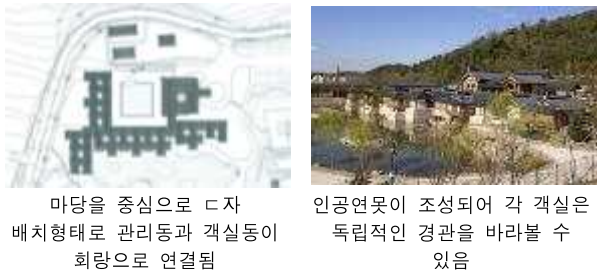 마당을 중심으로 ㄷ자
배치형태로 관리동과 객실동이
회랑으로 연결됨
인공연못이 조성되어 각 객실은
독립적인 경관을 바라볼 수
있음